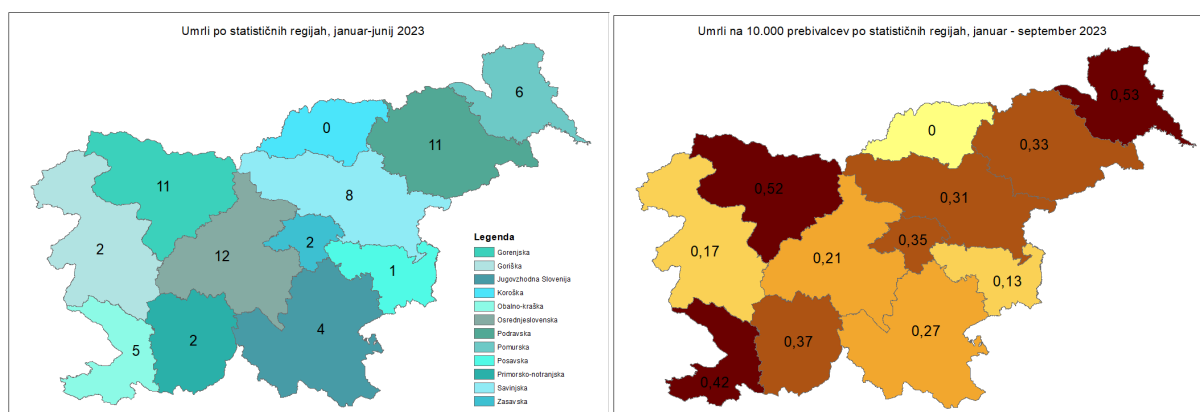 Umrli po statističnih regijah, januar-junij 2023
6
0
11
11
8
2
2
12
1
4
5
2
Legenda
Gorenjska
Goriška
Jugovzhodna Slovenija
Koroška
Obalno-kraška
Osrednjeslovenska
Podravska
Pomurska
Posavska
Primorsko-notranjska
Savinjska
Zasavska
Umrli na 10.000 prebivalcev po statističnih regijah, januar - september 2023
0,53
0
0,33
0,52
0,31
0,35
0,17
0,21
0,13
0,27
0,37
0,42